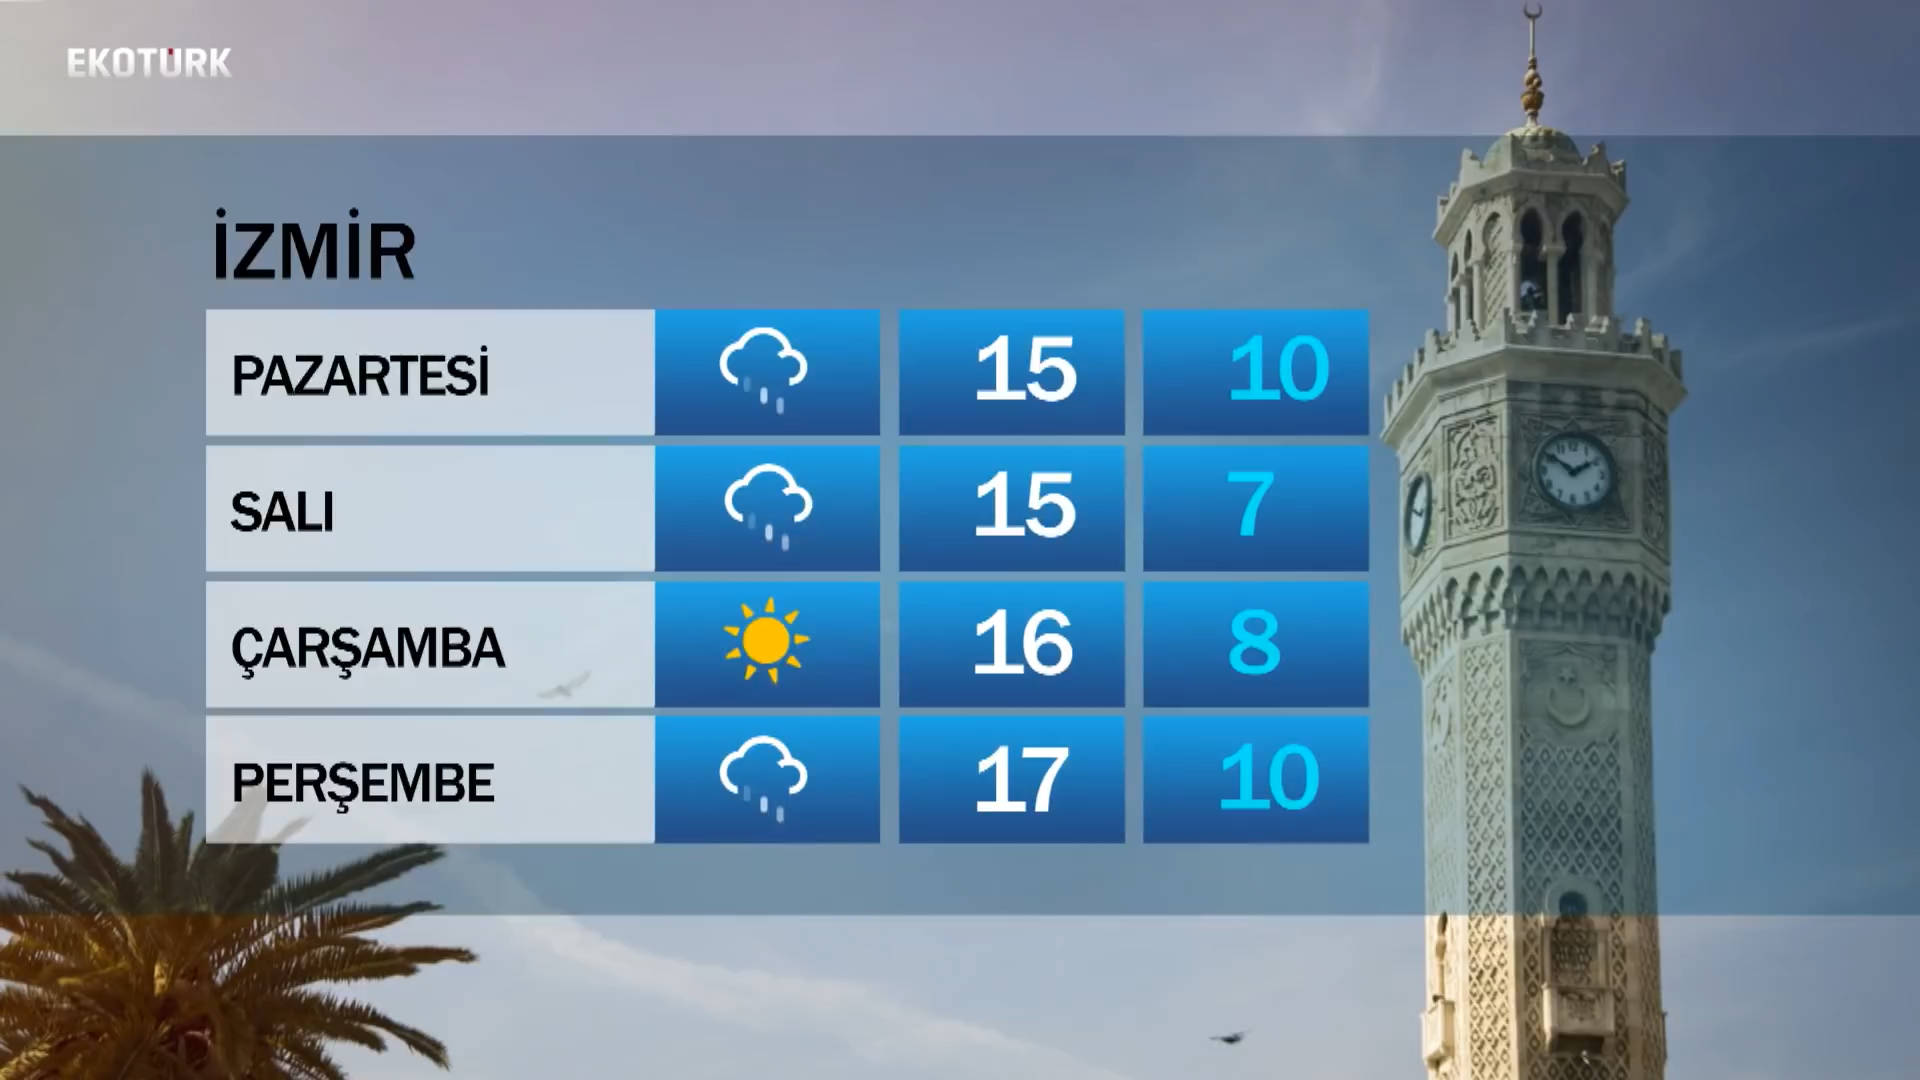 EKOTÜRK
İZMİR
PAZARTESİ 15 10
SALI 15 7
ÇARŞAMBA 16 8
PERŞEMBE 17 10